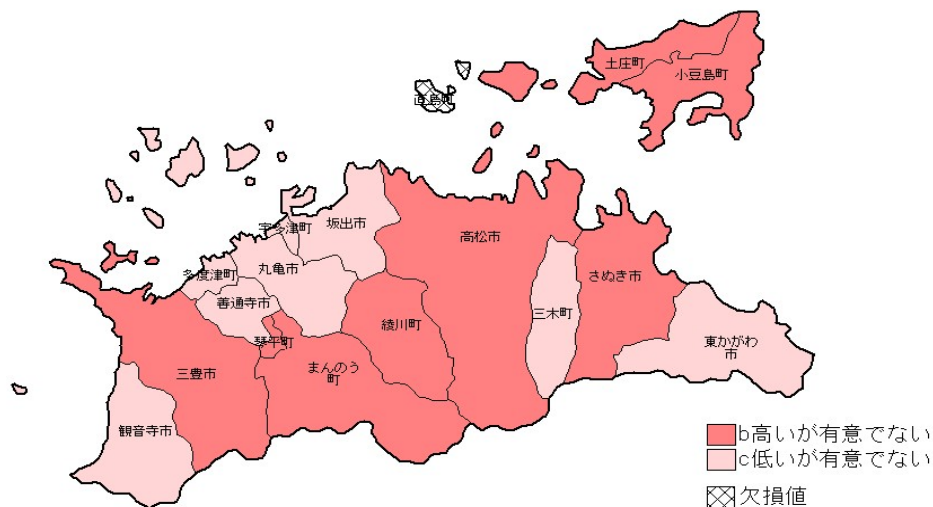 土庄町
小豆島町
直島町
宇多津町
坂出市
高松市
多度津町
丸亀市
さぬき市
善通寺市
三木町
綾川町
琴平町
東かがわ
市
三豊市
まんのう
町
観音寺市
b高いが有意でない
c低いが有意でない
欠損値